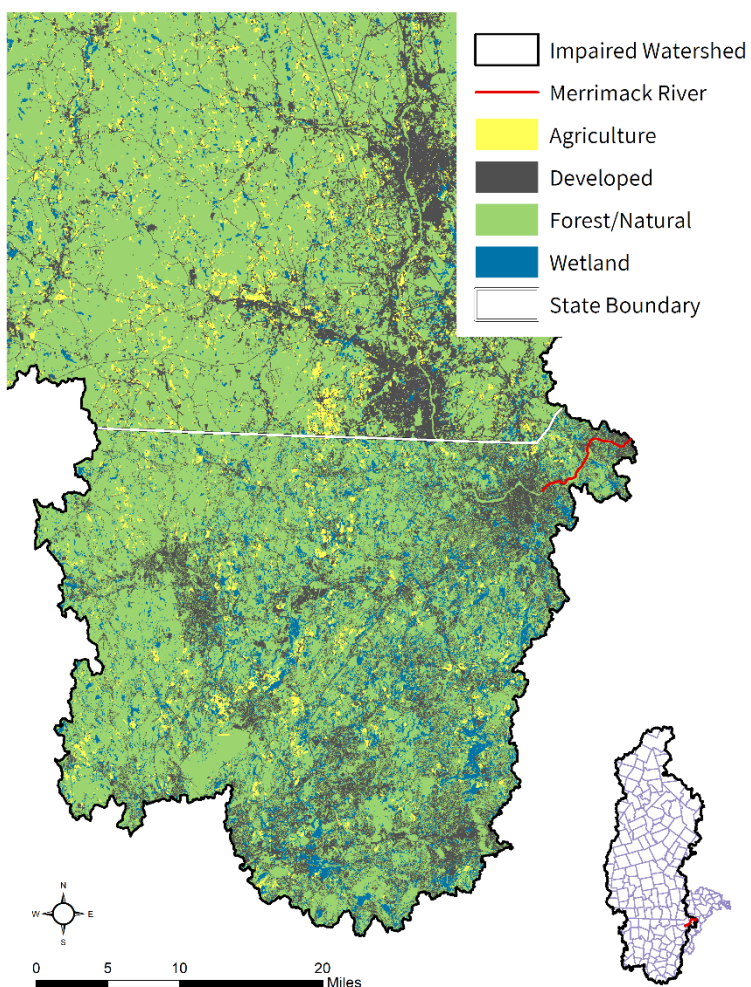 Impaired Watershed
Merrimack River
Agriculture
Developed
Forest/Natural
Wetland
State Boundary
N
W E
S
0 5 10 20
Miles